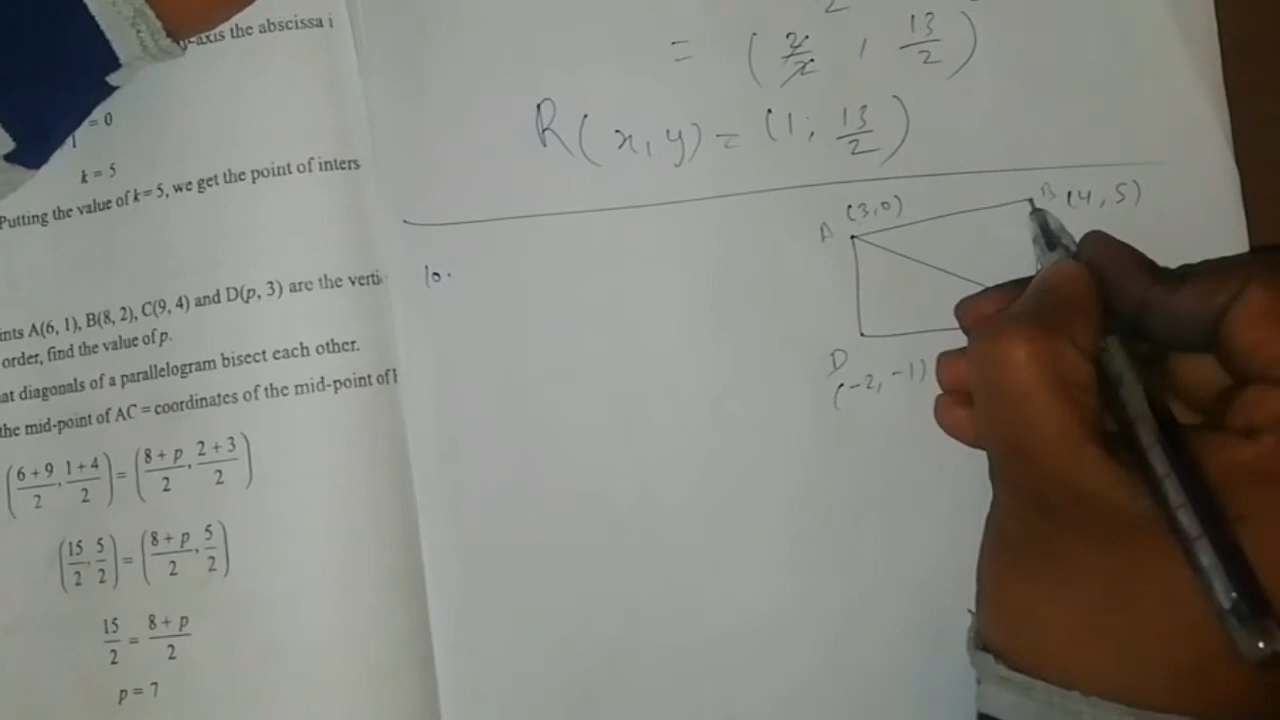 -axis the abscissa i
= 0
k = 5
Putting the value of k = 5, we get the point of inters
ints A(6, 1), B(8, 2), C(9, 4) and D(p, 3) are the verti
order, find the value of p.
at diagonals of a parallelogram bisect each other.
the mid-point of AC = coordinates of the mid-point of
(6 + 9/2, 1 + 4/2) = (8 + p/2, 2 + 3/2)
(15/2, 5/2) = (8 + p/2, 5/2)
15/2 = 8 + p/2
p = 7
2
= (2/2, 13/2)
R(x, y) = (1, 13/2)
10.
A (3,0)
B (4, 5)
D
(-2, -1)